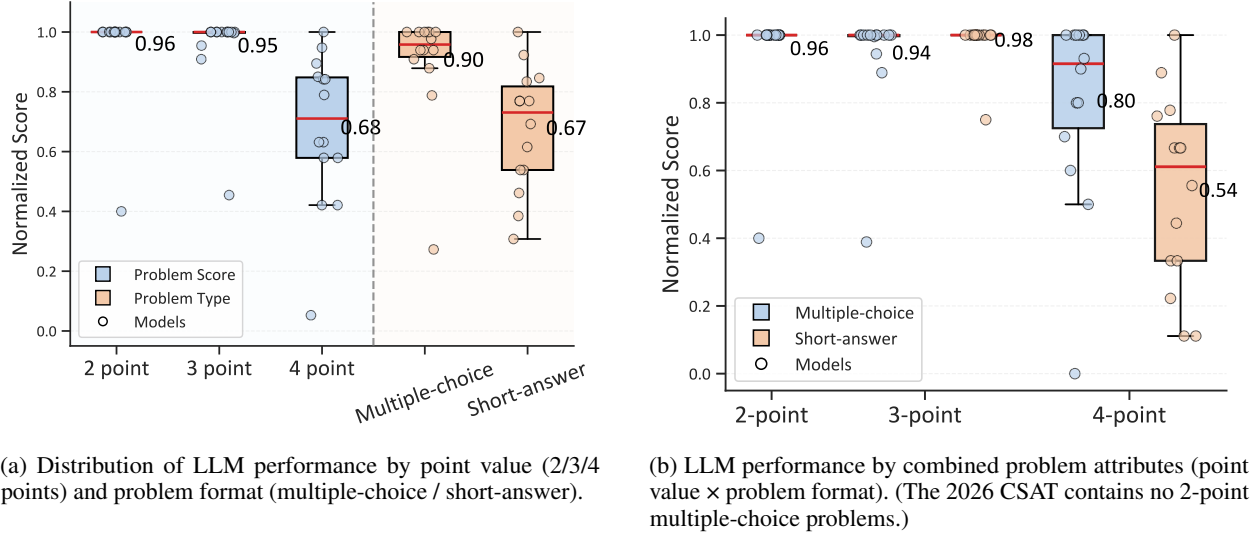 Normalized Score
1.0
0.8
0.6
0.4
0.2
0.0
0.96
0.95
0.68
0.90
0.67
Problem Score
Problem Type
Models
2 point
3 point
4 point
Multiple-choice
Short-answer
(a) Distribution of LLM performance by point value (2/3/4
points) and problem format (multiple-choice / short-answer).
Normalized Score
1.0
0.8
0.6
0.4
0.2
0.0
0.96
0.94
0.98
0.80
0.54
Multiple-choice
Short-answer
Models
2-point
3-point
4-point
(b) LLM performance by combined problem attributes (point
value × problem format). (The 2026 CSAT contains no 2-point
multiple-choice problems.)